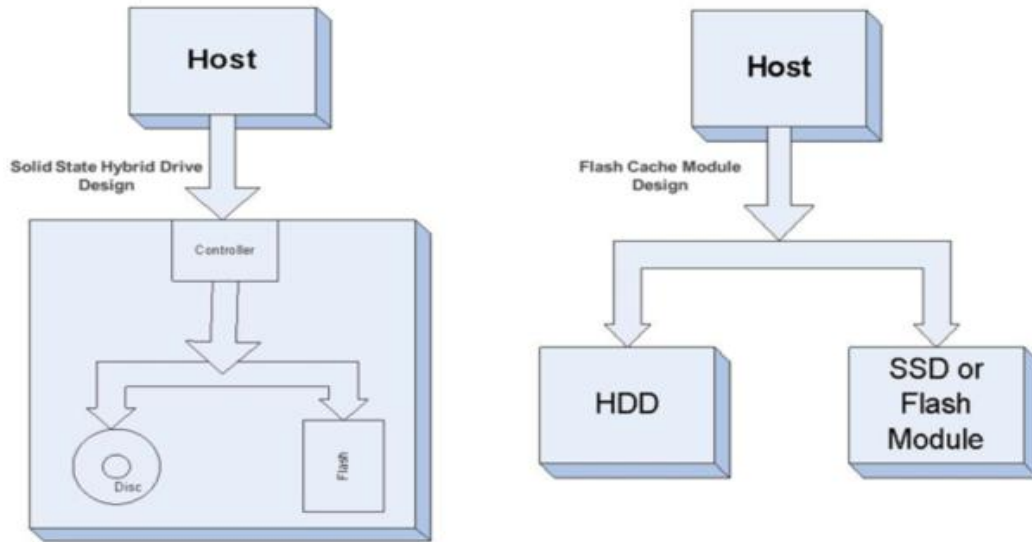 Host
Solid State Hybrid Drive
Design
Controller
Disc
Flash
Host
Flash Cache Module
Design
HDD
SSD or
Flash
Module